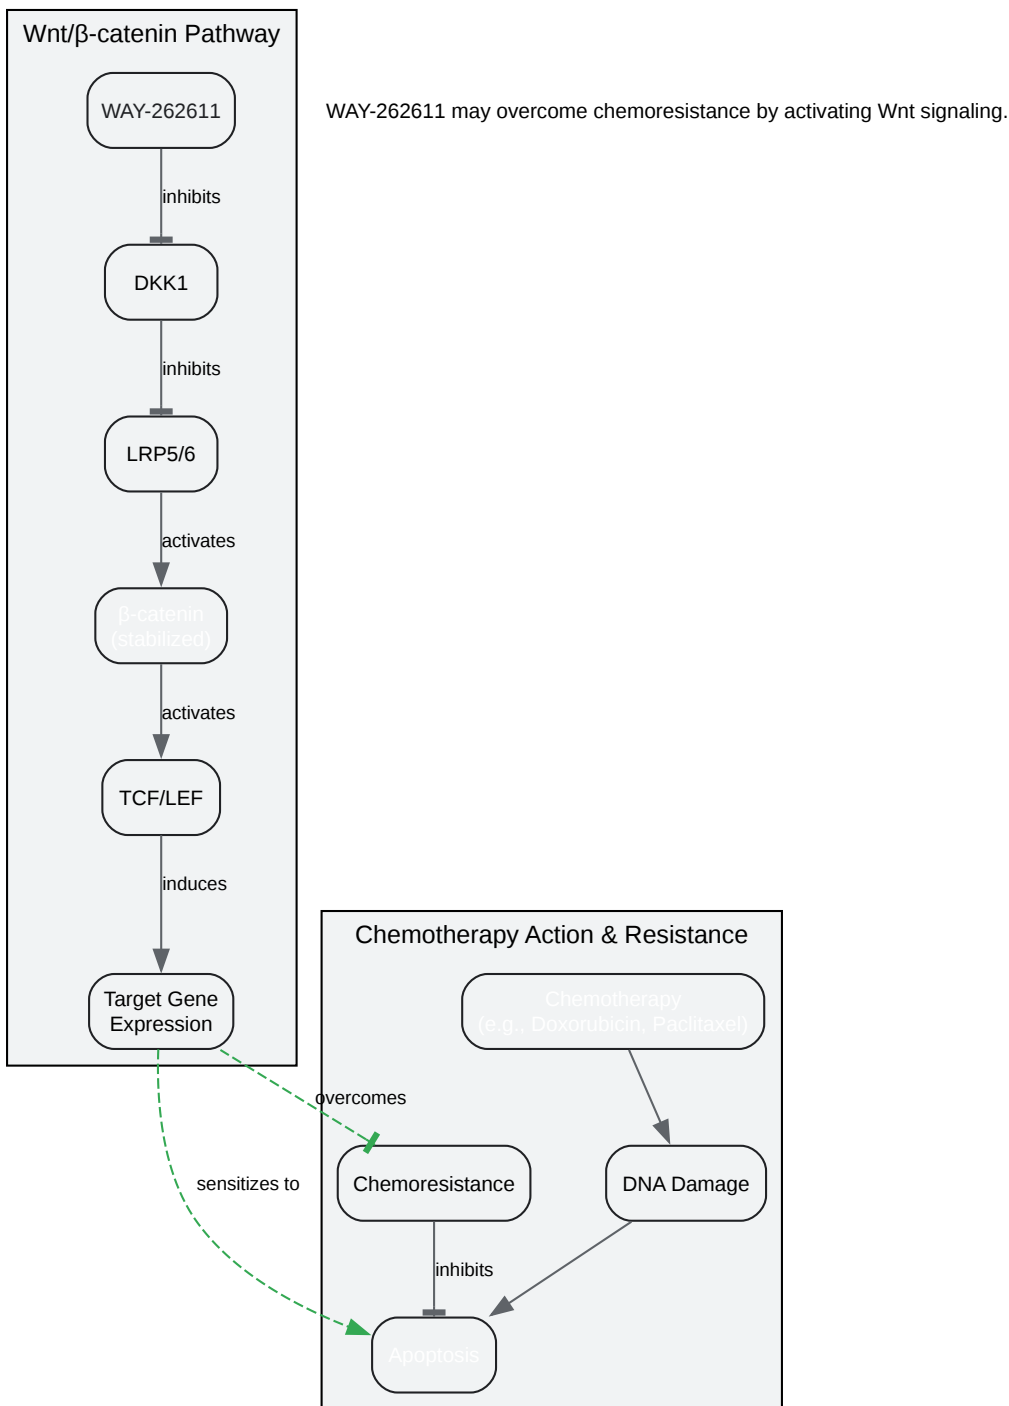 Wnt/β-catenin Pathway
WAY-262611
WAY-262611 may overcome chemoresistance by activating Wnt signaling.
inhibits
DKK1
inhibits
LRP5/6
activates
β-catenin
(stabilized)
activates
TCF/LEF
induces
Target Gene
Expression
Chemotherapy Action & Resistance
Chemotherapy
(e.g., Doxorubicin, Paclitaxel)
overcomes
sensitizes to
Chemoresistance
DNA Damage
inhibits
Apoptosis